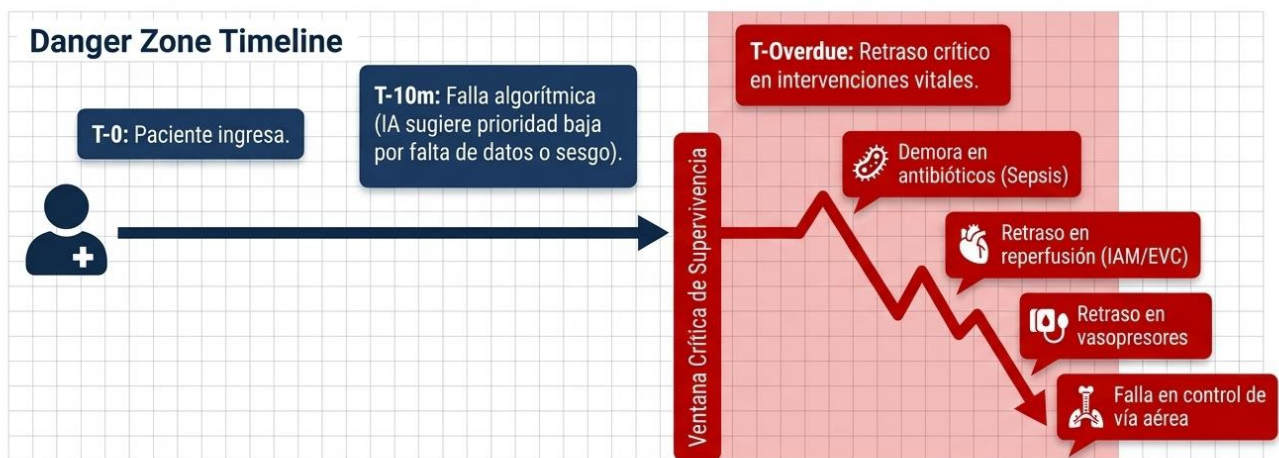 Danger Zone Timeline
T-0: Paciente ingresa.
T-10m: Falla algorítmica
(IA sugiere prioridad baja
por falta de datos o sesgo).
Ventana Crítica de Supervivencia
T-Overdue: Retraso crítico
en intervenciones vitales.
Demora en
antibióticos (Sepsis)
Retraso en
reperfusión (IAM/EVC)
Retraso en
vasopresores
Falla en control de
vía aérea